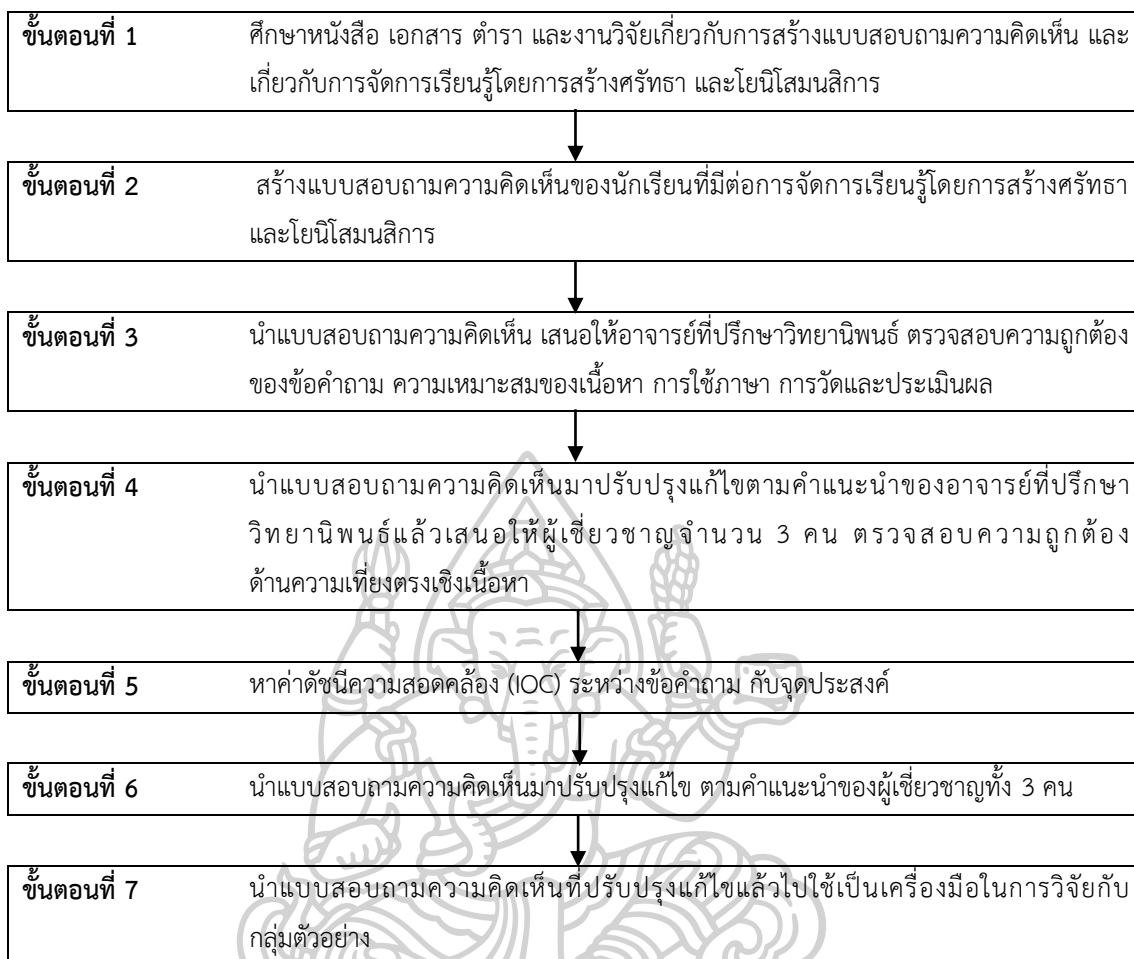 ขั้นตอนที่ 1 ศึกษาหนังสือ เอกสาร ตำรา และงานวิจัยเกี่ยวกับการสร้างแบบสอบถามความคิดเห็น และ
เกี่ยวกับการจัดการเรียนรู้โดยการสร้างศรัทธา และโยนิโสมนสิการ
ขั้นตอนที่ 2 สร้างแบบสอบถามความคิดเห็นของนักเรียนที่มีต่อการจัดการเรียนรู้โดยการสร้างศรัทธา
และโยนิโสมนสิการ
ขั้นตอนที่ 3 นำแบบสอบถามความคิดเห็น เสนอให้อาจารย์ที่ปรึกษาวิทยานิพนธ์ ตรวจสอบความถูกต้อง
ของข้อคำถาม ความเหมาะสมของเนื้อหา การใช้ภาษา การวัดและประเมินผล
ขั้นตอนที่ 4 นำแบบสอบถามความคิดเห็นมาปรับปรุงแก้ไขตามคำแนะนำของอาจารย์ที่ปรึกษา
วิทยานิพนธ์แล้วเสนอให้ผู้เชี่ยวชาญจำนวน 3 คน ตรวจสอบความถูกต้อง
ด้านความเที่ยงตรงเชิงเนื้อหา
ขั้นตอนที่ 5 หาค่าดัชนีความสอดคล้อง (IOC) ระหว่างข้อคำถาม กับจุดประสงค์
ขั้นตอนที่ 6 นำแบบสอบถามความคิดเห็นมาปรับปรุงแก้ไข ตามคำแนะนำของผู้เชี่ยวชาญทั้ง 3 คน
ขั้นตอนที่ 7 นำแบบสอบถามความคิดเห็นที่ปรับปรุงแก้ไขแล้วไปใช้เป็นเครื่องมือในการวิจัยกับ
กลุ่มตัวอย่าง